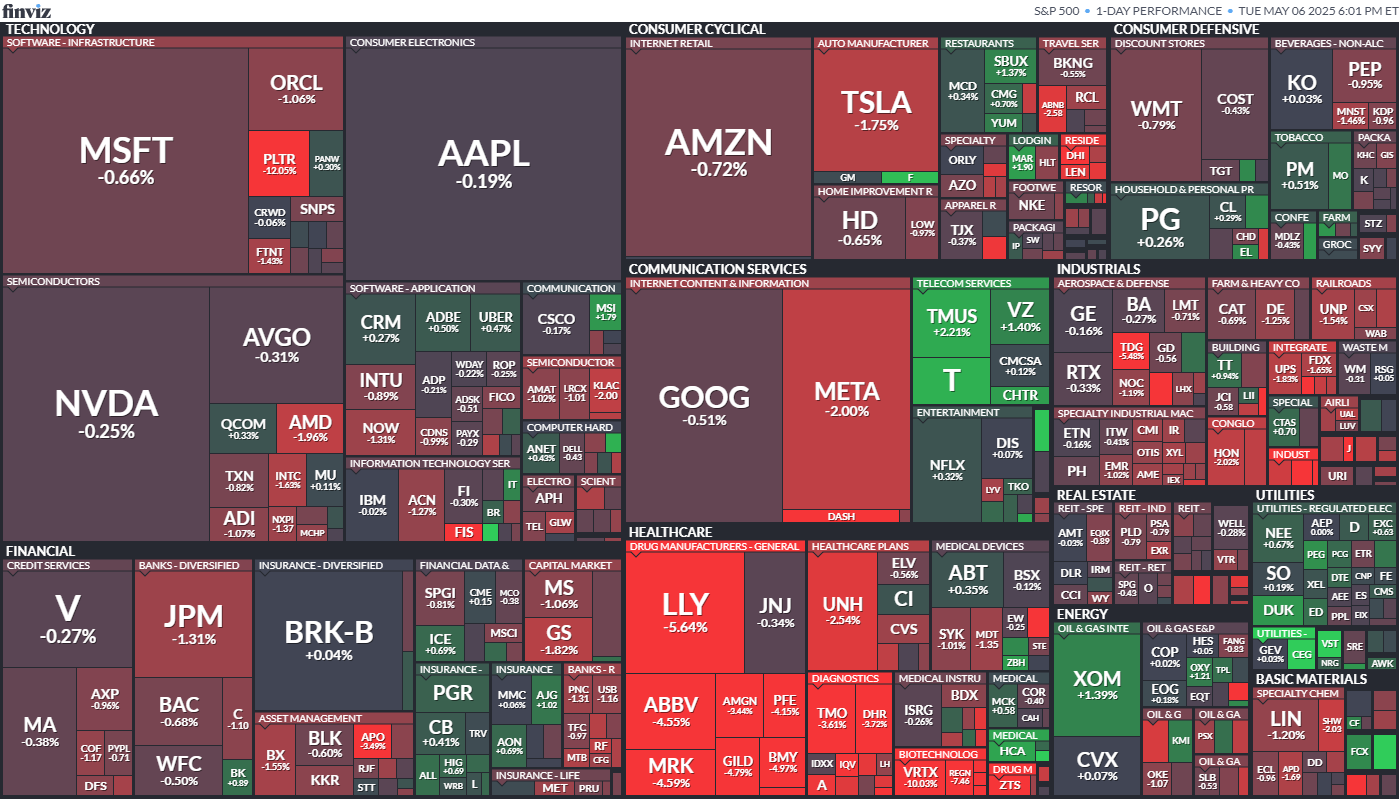 finviz
S&P 500 • 1-DAY PERFORMANCE • TUE MAY 06 2025 6:01 PM ET
TECHNOLOGY
SOFTWARE - INFRASTRUCTURE
MSFT
-0.66%
ORCL
-1.06%
PLTR
-12.05%
PANW
+0.30%
CRWD
-0.06%
SNPS
FTNT
-1.43%
CONSUMER ELECTRONICS
AAPL
-0.19%
SEMICONDUCTORS
NVDA
-0.25%
AVGO
-0.31%
QCOM
+0.33%
AMD
-1.96%
TXN
-0.82%
INTC
-1.63%
MU
+0.11%
ADI
-1.07%
NXPI
-1.37
MCHP
SOFTWARE - APPLICATION
CRM
+0.27%
ADBE
+0.50%
UBER
+0.47%
INTU
-0.89%
ADP
-0.21%
WDAY
-0.22%
ROP
-0.25%
ADSK
-0.51
FICO
NOW
-1.31%
CDNS
-0.99%
PAYX
-0.29
COMMUNICATION
CSCO
-0.17%
MSI
+1.79
SEMICONDUCTOR
AMAT
-1.02%
LRCX
-1.01
KLAC
-2.00
COMPUTER HARD
ANET
+0.43%
DELL
-0.43
INFORMATION TECHNOLOGY SER
IBM
-0.02%
ACN
-1.27%
FI
-0.30%
IT
BR
FIS
ELECTRO
APH
TEL
GLW
SCIENT
CONSUMER CYCLICAL
INTERNET RETAIL
AMZN
-0.72%
AUTO MANUFACTURER
TSLA
-1.75%
GM
F
HOME IMPROVEMENT R
HD
-0.65%
LOW
-0.97%
RESTAURANTS
MCD
+0.34%
SBUX
+1.37%
CMG
+0.70%
YUM
TRAVEL SER
BKNG
-0.55%
ABNB
-2.58
RCL
SPECIALTY
ORLY
AZO
LODGIN
MAR
+1.90
HLT
RESIDE
DHI
LEN
APPAREL R
TJX
-0.37%
FOOTWE
NKE
RESOR
PACKAGI
IP
SW
CONSUMER DEFENSIVE
DISCOUNT STORES
WMT
-0.79%
COST
-0.43%
TGT
BEVERAGES - NON-ALC
KO
+0.03%
PEP
-0.95%
MNST
-1.46%
KDP
-0.96
TOBACCO
PM
+0.51%
MO
PACKA
KHC
GIS
K
HOUSEHOLD & PERSONAL PR
PG
+0.26%
CL
+0.29%
CHD
EL
CONFE
MDLZ
-0.43%
FARM
GROC
STZ
SYY
COMMUNICATION SERVICES
INTERNET CONTENT & INFORMATION
GOOG
-0.51%
META
-2.00%
DASH
TELECOM SERVICES
TMUS
+2.21%
VZ
+1.40%
T
CMCSA
+0.12%
CHTR
ENTERTAINMENT
NFLX
+0.32%
DIS
+0.07%
LYV
TKO
INDUSTRIALS
AEROSPACE & DEFENSE
GE
-0.16%
BA
-0.27%
LMT
-0.71%
RTX
-0.33%
TDG
-5.48%
GD
-0.56
NOC
-1.19%
LHX
FARM & HEAVY CO
CAT
-0.69%
DE
-1.25%
RAILROADS
UNP
-1.54%
CSX
WAB
BUILDING
TT
+0.94%
JCI
-0.58
LII
INTEGRATE
UPS
-1.83%
FDX
-1.65%
WASTE M
WM
-0.31
RSG
+0.05
SPECIALTY INDUSTRIAL MAC
ETN
-0.16%
ITW
-0.41%
CMI
IR
OTIS
XYL
PH
EMR
-1.02%
AME
IEX
CONGLO
HON
-2.02%
SPECIAL
CTAS
+0.70
AIRLI
UAL
LUV
INDUST
J
URI
HEALTHCARE
DRUG MANUFACTURERS - GENERAL
LLY
-5.64%
JNJ
-0.34%
ABBV
-4.55%
AMGN
-3.44%
PFE
-4.15%
MRK
-4.59%
GILD
-4.79%
BMY
-4.97%
HEALTHCARE PLANS
UNH
-2.54%
ELV
-0.56%
CI
CVS
MEDICAL DEVICES
ABT
+0.35%
BSX
-0.12%
SYK
-1.01%
MDT
-1.35
EW
-0.25
STE
ZBH
DIAGNOSTICS
TMO
-3.61%
DHR
-3.72%
IDXX
IQV
LH
A
MEDICAL INSTRU
ISRG
-0.26%
BDX
MEDICAL
MCK
+0.58
COR
-0.40
CAH
BIOTECHNOLOG
VRTX
-10.03%
REGN
-7.46
MEDICAL
HCA
DRUG M
ZTS
REAL ESTATE
REIT - SPE
AMT
-0.03%
EQIX
-0.89
DLR
IRM
CCI
WY
REIT - IND
PLD
-0.79
PSA
-0.79%
EXR
REIT -
WELL
-0.28%
VTR
REIT - RET
SPG
-0.43
O
UTILITIES
UTILITIES - REGULATED ELEC
NEE
+0.67%
AEP
0.00%
D
EXC
+0.63
SO
+0.19%
PEG
PCG
ETR
XEL
DTE
CNP
FE
DUK
ED
AEE
ES
CMS
PPL
EIX
UTILITIES -
GEV
+0.03%
CEG
VST
NRG
SRE
AWK
ENERGY
OIL & GAS INTE
XOM
+1.39%
CVX
+0.07%
OIL & GAS E&P
COP
+0.02%
HES
+0.05
FANG
-0.83
EOG
+0.18%
OXY
+1.21
TPL
EQT
OIL & G
KMI
OKE
-1.07
OIL & GA
PSX
OIL & GA
SLB
-0.53
BASIC MATERIALS
SPECIALTY CHEM
LIN
-1.20%
SHW
-2.03
ECL
-0.96
APD
-1.69
DD
CF
FCX
FINANCIAL
CREDIT SERVICES
V
-0.27%
MA
-0.38%
AXP
-0.96%
COF
-1.17
PYPL
-0.71
DFS
BANKS - DIVERSIFIED
JPM
-1.31%
BAC
-0.68%
C
-1.10
WFC
-0.50%
BK
+0.89
INSURANCE - DIVERSIFIED
BRK-B
+0.04%
ASSET MANAGEMENT
BX
-1.55%
BLK
-0.60%
APO
-3.49%
KKR
RJF
STT
FINANCIAL DATA &
SPGI
-0.81%
CME
+0.15
MCO
-0.38
ICE
+0.69%
MSCI
CAPITAL MARKET
MS
-1.06%
GS
-1.82%
INSURANCE -
PGR
CB
+0.41%
TRV
ALL
HIG
+0.69
WRB
L
INSURANCE
MMC
+0.06%
AJG
+1.02
AON
+0.69%
BANKS - R
PNC
-1.31
USB
-1.16
TFC
-0.97
MTB
RF
CFG
INSURANCE - LIFE
MET
PRU